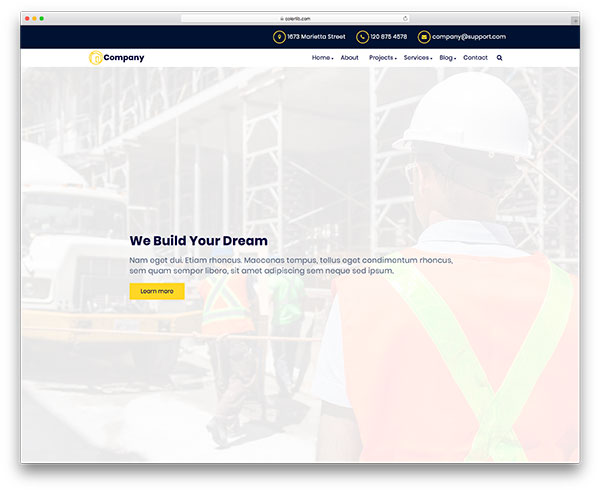 colorlib.com
1673 Marietta Street 120 875 4578 company@support.com
Company Home About Projects Services Blog Contact
We Build Your Dream
Nam eget dui. Etiam rhoncus. Maecenas tempus, tellus eget condimentum rhoncus,
sem quam semper libero, sit amet adipiscing sem neque sed ipsum.
Learn more